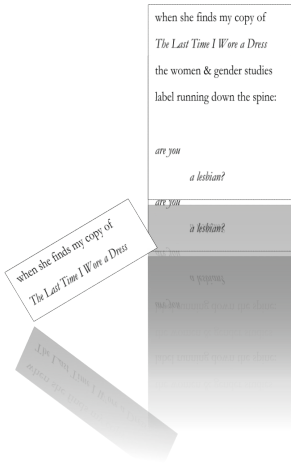 when she finds my copy of
The Last Time I Wore a Dress
the women & gender studies
label running down the spine:
are you
a lesbian?
are you
a lesbian?
when she finds my copy of
The Last Time I Wore a Dress